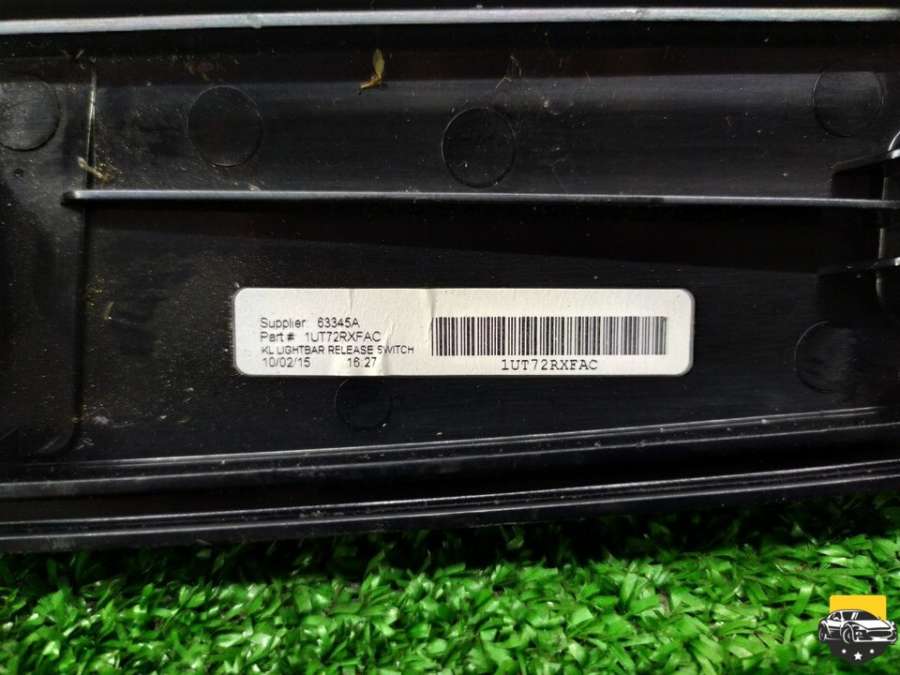 Supplier: 63345A
Part # 1UT72RXFAC
KL LIGHTBAR RELEASE SWITCH
10/02/15 16:27
1UT72RXFAC